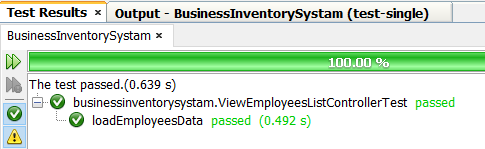 Test Results × Output - BusinessInventorySystam (test-single)
BusinessInventorySystam ×
100.00 %
The test passed.(0.639 s)
businessinventorysystam.ViewEmployeesListControllerTest passed
loadEmployeesData passed (0.492 s)